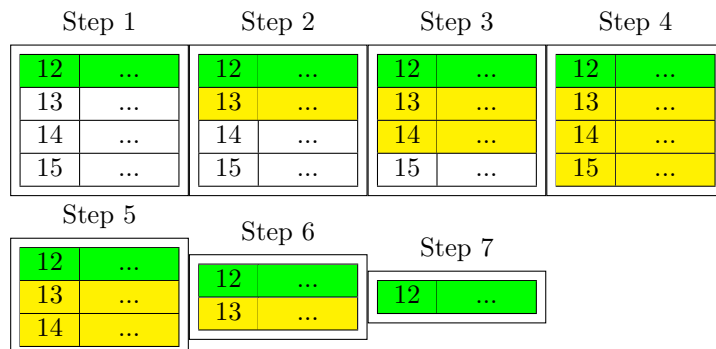 Step 1 Step 2 Step 3 Step 4
12 ... 12 ... 12 ... 12 ...
13 ... 13 ... 13 ... 13 ...
14 ... 14 ... 14 ... 14 ...
15 ... 15 ... 15 ... 15 ...
Step 5 Step 6 Step 7
12 ... 12 ... 12 ...
13 ... 13 ...
14 ...